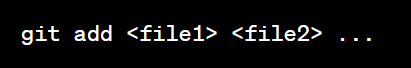 git add <file1> <file2> ...